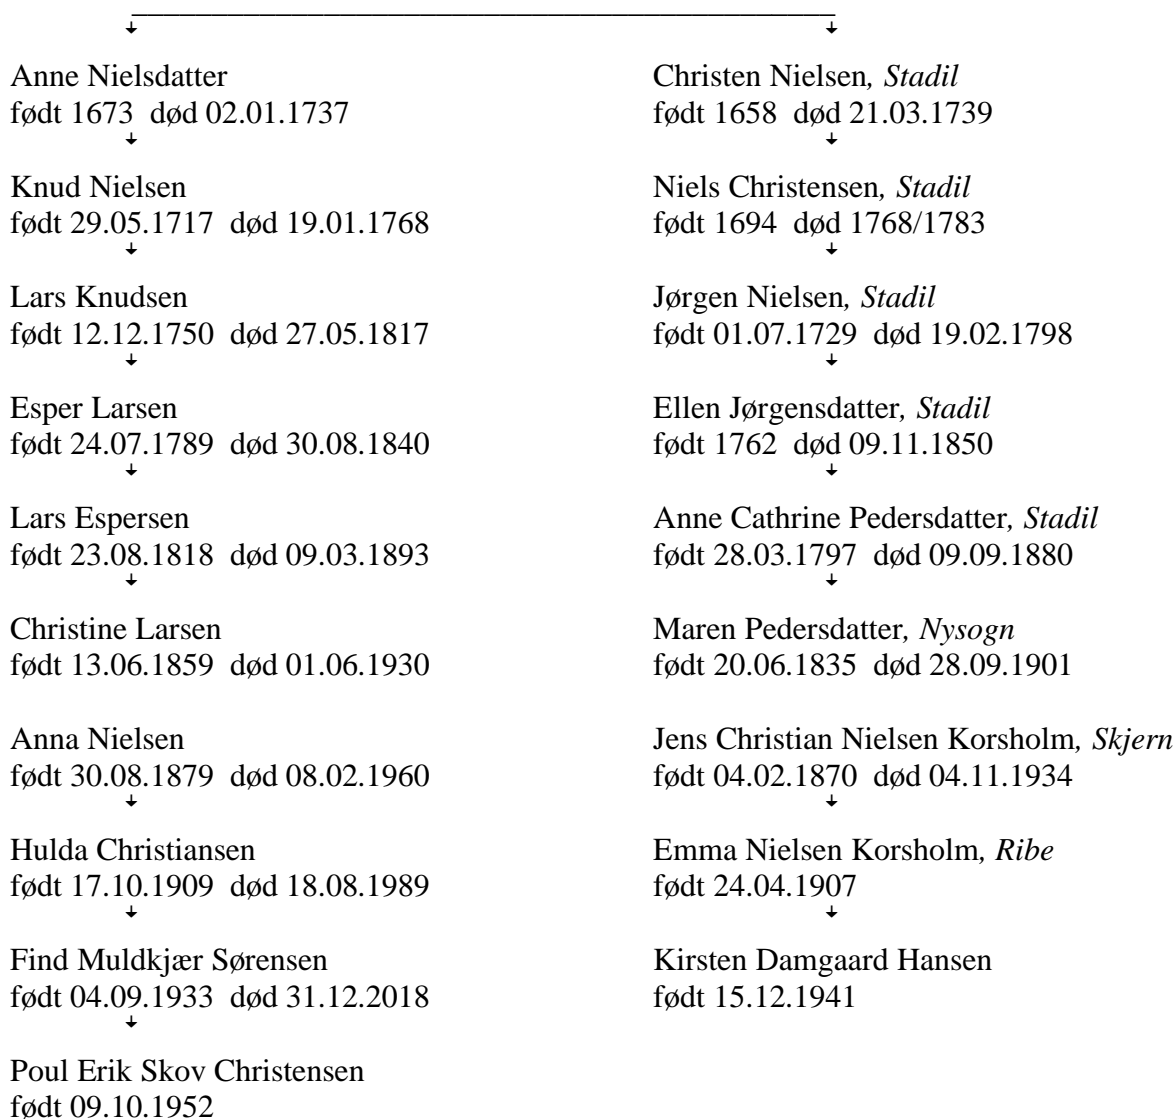 Anne Nielsdatter
født 1673 død 02.01.1737
Knud Nielsen
født 29.05.1717 død 19.01.1768
Lars Knudsen
født 12.12.1750 død 27.05.1817
Esper Larsen
født 24.07.1789 død 30.08.1840
Lars Espersen
født 23.08.1818 død 09.03.1893
Christine Larsen
født 13.06.1859 død 01.06.1930
Anna Nielsen
født 30.08.1879 død 08.02.1960
Hulda Christiansen
født 17.10.1909 død 18.08.1989
Find Muldkjær Sørensen
født 04.09.1933 død 31.12.2018
Poul Erik Skov Christensen
født 09.10.1952
Christen Nielsen, Stadil
født 1658 død 21.03.1739
Niels Christensen, Stadil
født 1694 død 1768/1783
Jørgen Nielsen, Stadil
født 01.07.1729 død 19.02.1798
Ellen Jørgensdatter, Stadil
født 1762 død 09.11.1850
Anne Cathrine Pedersdatter, Stadil
født 28.03.1797 død 09.09.1880
Maren Pedersdatter, Nysogn
født 20.06.1835 død 28.09.1901
Jens Christian Nielsen Korsholm, Skjern
født 04.02.1870 død 04.11.1934
Emma Nielsen Korsholm, Ribe
født 24.04.1907
Kirsten Damgaard Hansen
født 15.12.1941